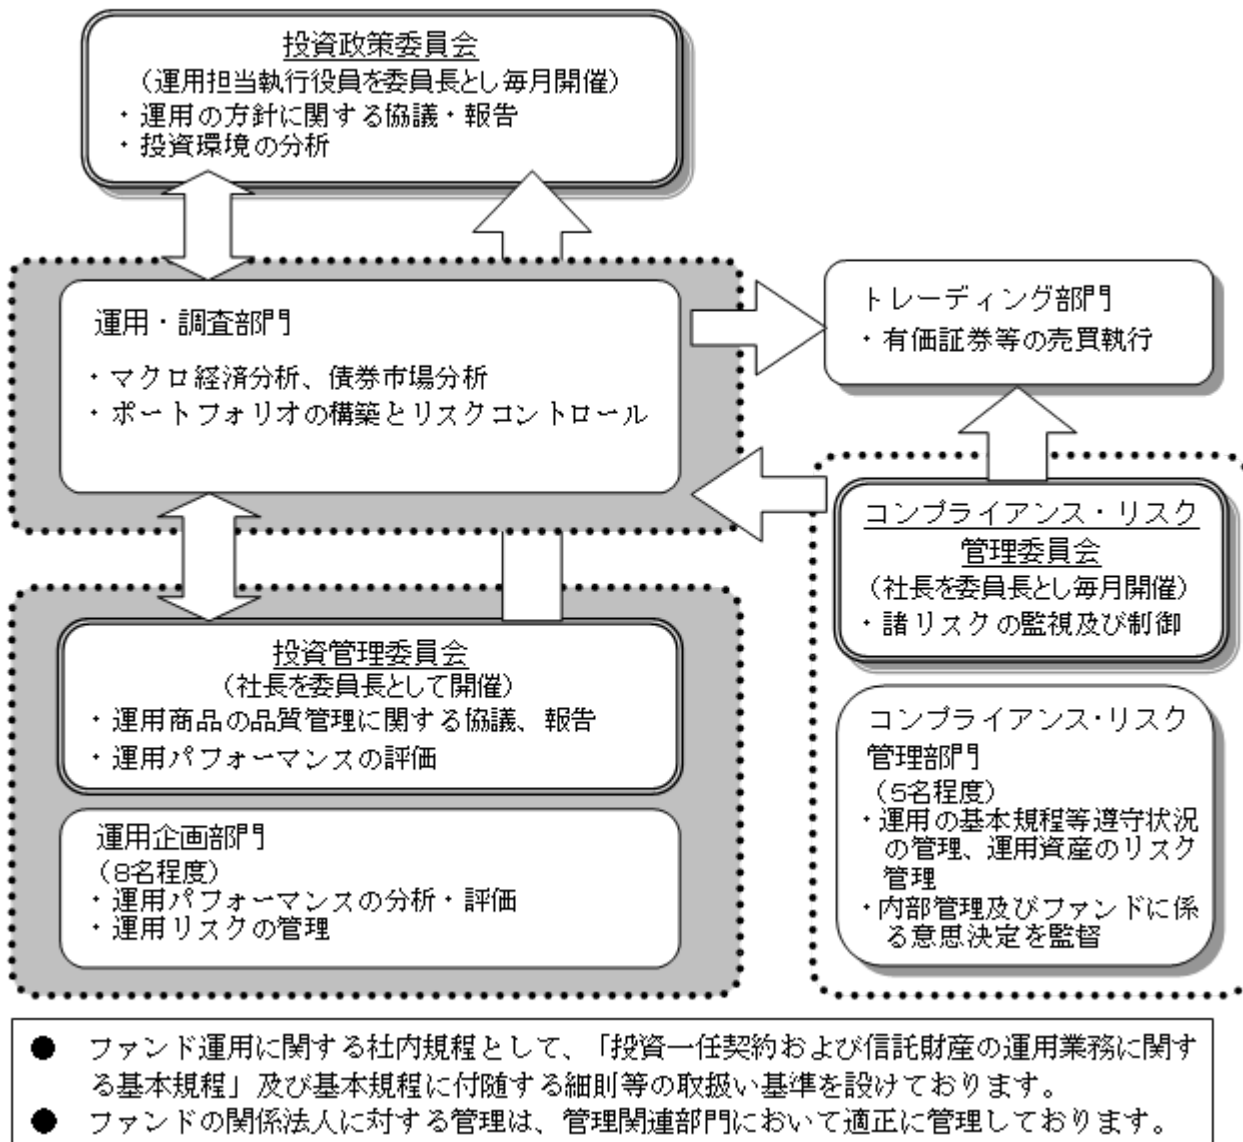 投資政策委員会
（運用担当執行役員を委員長とし毎月開催）
・運用の方針に関する協議・報告
・投資環境の分析
運用・調査部門
・マクロ経済分析、債券市場分析
・ポートフォリオの構築とリスクコントロール
トレーディング部門
・有価証券等の売買執行
コンプライアンス・リスク
管理委員会
（社長を委員長とし毎月開催）
・諸リスクの監視及び制御
投資管理委員会
（社長を委員長として開催）
・運用商品の品質管理に関する協議、報告
・運用パフォーマンスの評価
運用企画部門
（8名程度）
・運用パフォーマンスの分析・評価
・運用リスクの管理
コンプライアンス・リスク
管理部門
（5名程度）
・運用の基本規程等遵守状況
の管理、運用資産のリスク
管理
・内部管理及びファンドに係
る意思決定を監督
● ファンド運用に関する社内規程として、「投資一任契約および信託財産の運用業務に関す
る基本規程」及び基本規程に付随する細則等の取扱い基準を設けております。
● ファンドの関係法人に対する管理は、管理関連部門において適正に管理しております。